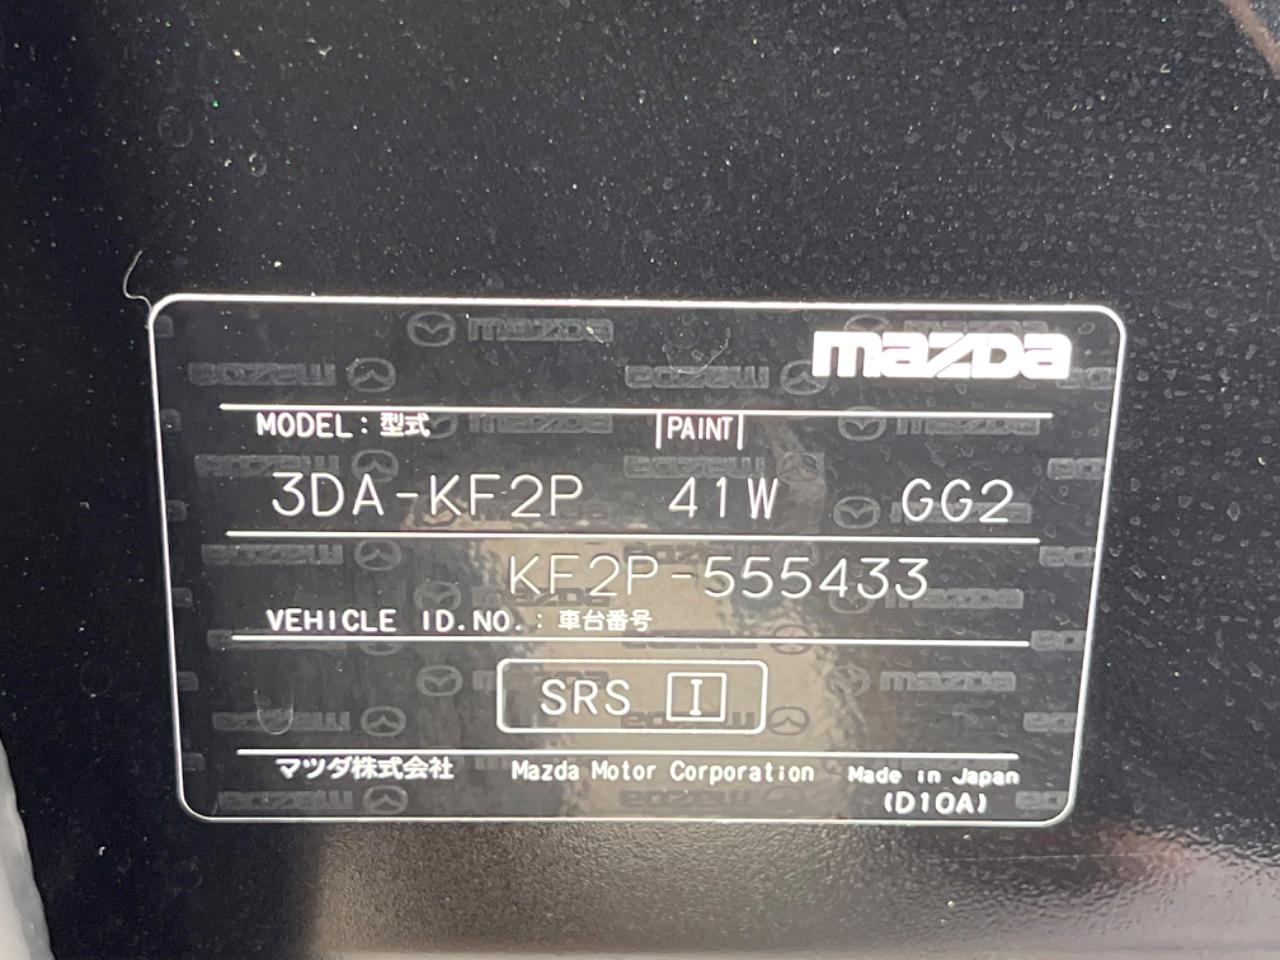 mazda
MODEL : 型式 PAINT
3DA-KF2P 41W GG2
KF2P-555433
VEHICLE ID.NO. : 車台番号
SRS I
マツダ株式会社 Mazda Motor Corporation Made in Japan
(D10A)